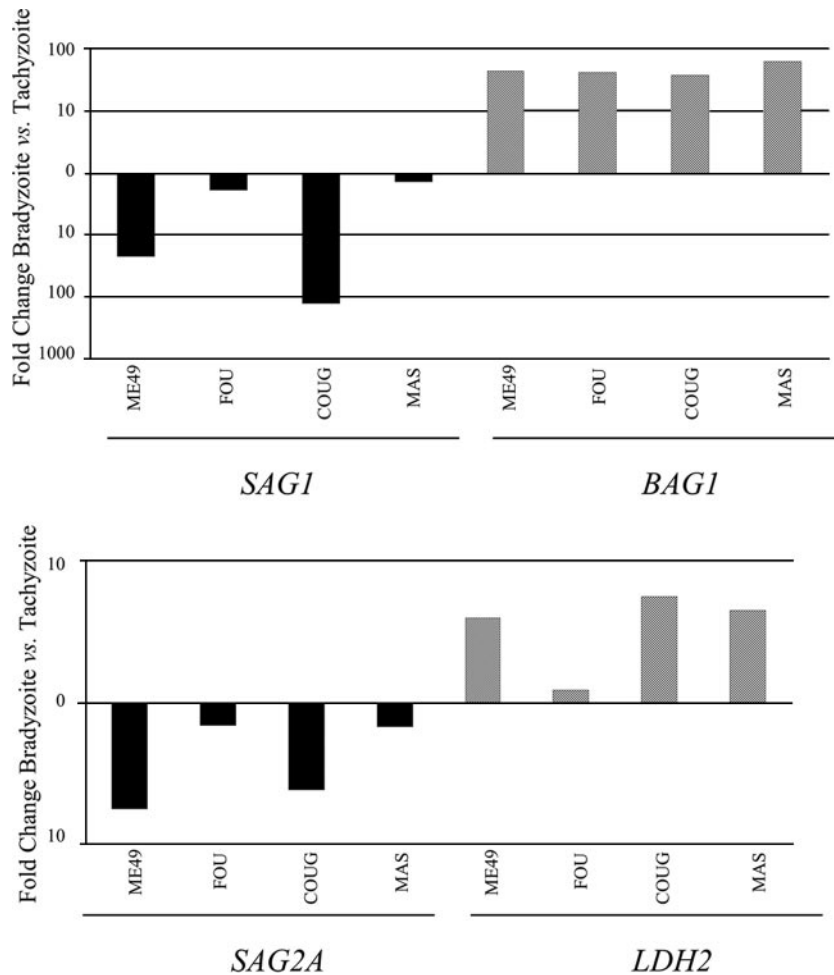 Fold Change Bradyzoite vs. Tachyzoite
100
10
0
10
100
1000
ME49
FOU
COUG
MAS
ME49
FOU
COUG
MAS
SAG1
BAG1
Fold Change Bradyzoite vs. Tachyzoite
10
0
10
ME49
FOU
COUG
MAS
ME49
FOU
COUG
MAS
SAG2A
LDH2